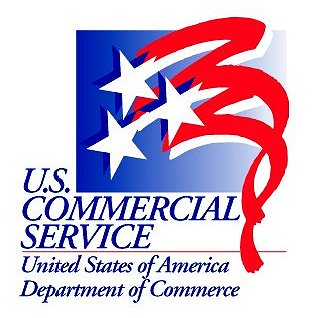 U.S.
COMMERCIAL
SERVICE
United States of America
Department of Commerce